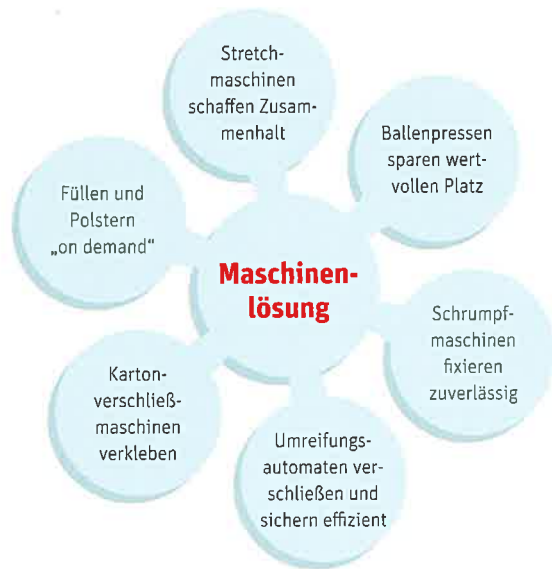 Stretch-
maschinen
schaffen Zusam-
menhalt
Ballenpressen
sparen wert-
vollen Platz
Füllen und
Polstern
„on demand“
Maschinen-
lösung
Schrumpf-
maschinen
fixieren
zuverlässig
Karton-
verschließ-
maschinen
verkleben
Umreifungs-
automaten ver-
schließen und
sichern effizient